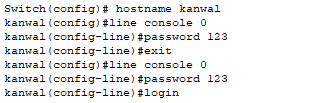 Switch(config)# hostname kanwal
kanwal(config)#line console 0
kanwal(config-line)#password 123
kanwal(config-line)#exit
kanwal(config)#line console 0
kanwal(config-line)#password 123
kanwal(config-line)#login